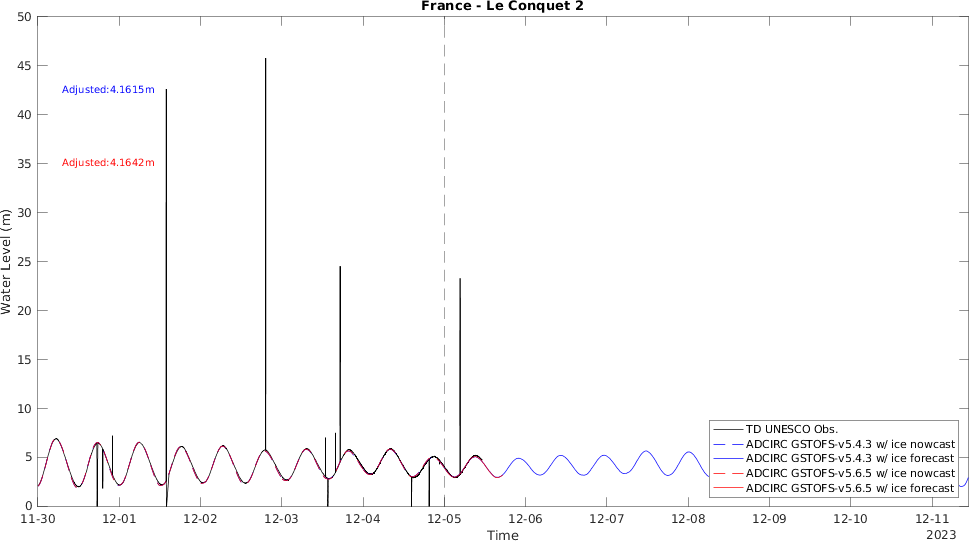 France - Le Conquet 2
50
45
40
35
30
25
20
15
10
5
0
Water Level (m)
Adjusted:4.1615m
Adjusted:4.1642m
TD UNESCO Obs.
ADCIRC GSTOFS-v5.4.3 w/ ice nowcast
ADCIRC GSTOFS-v5.4.3 w/ ice forecast
ADCIRC GSTOFS-v5.6.5 w/ ice nowcast
ADCIRC GSTOFS-v5.6.5 w/ ice forecast
11-30 12-01 12-02 12-03 12-04 12-05 12-06 12-07 12-08 12-09 12-10 12-11
Time
2023